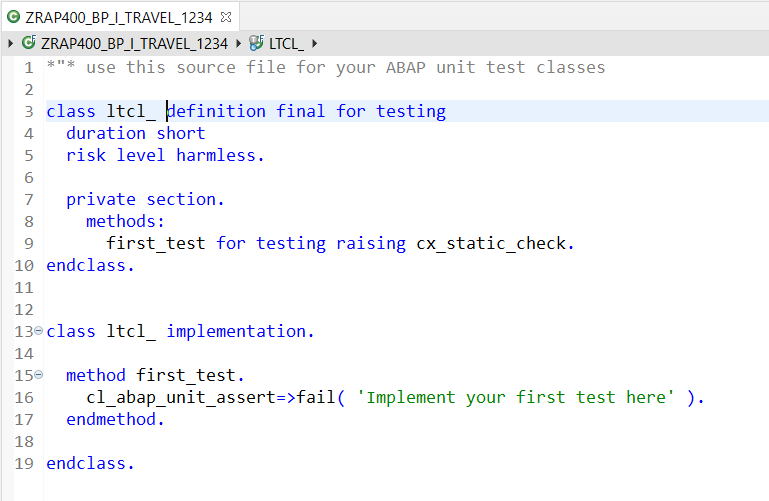 ZRAP400_BP_I_TRAVEL_1234
ZRAP400_BP_I_TRAVEL_1234 LTCL_
1 *"* use this source file for your ABAP unit test classes
2
3 class ltcl_ definition final for testing
4 duration short
5 risk level harmless.
6
7 private section.
8 methods:
9 first_test for testing raising cx_static_check.
10 endclass.
11
12
13 class ltcl_ implementation.
14
15 method first_test.
16 cl_abap_unit_assert=>fail( 'Implement your first test here' ).
17 endmethod.
18
19 endclass.